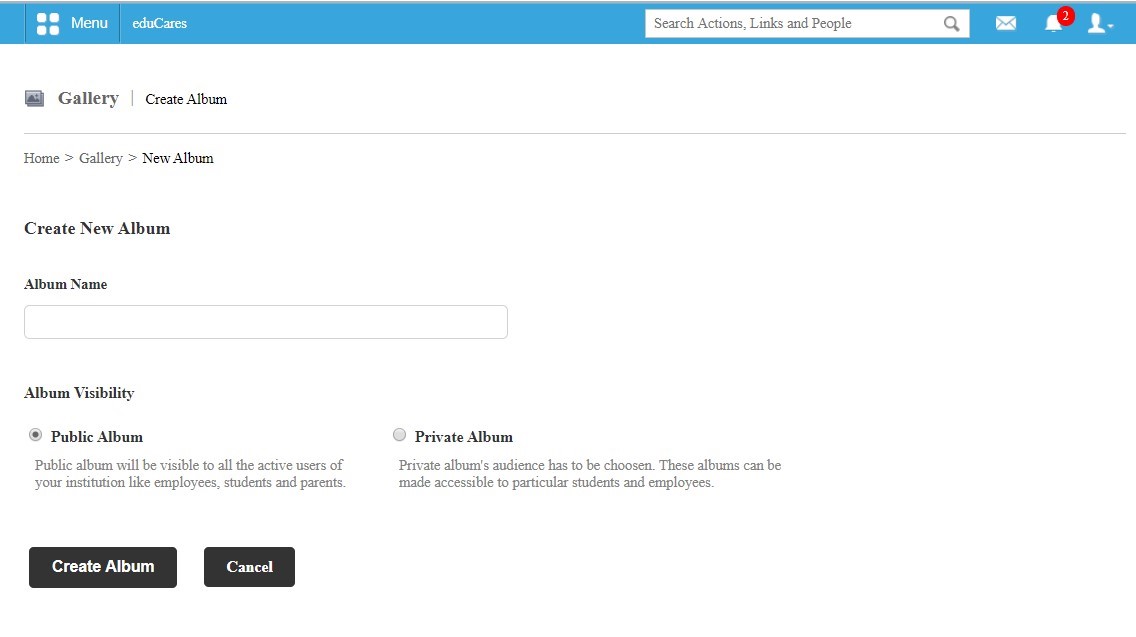 Menu eduCares Search Actions, Links and People 2
Gallery | Create Album
Home > Gallery > New Album
Create New Album
Album Name
Album Visibility
Public Album Private Album
Public album will be visible to all the active users of Private album's audience has to be choosen. These albums can be
your institution like employees, students and parents. made accessible to particular students and employees.
Create Album Cancel